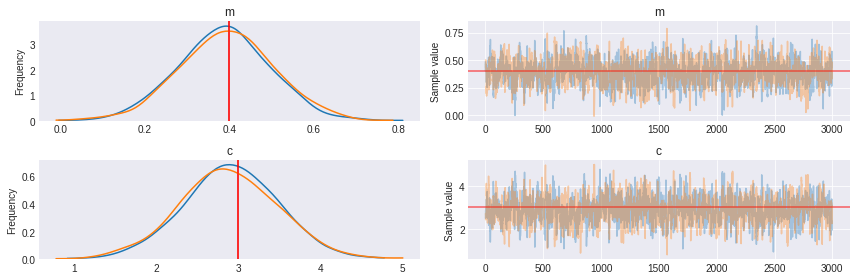 m
Frequency
3
2
1
0
0.0 0.2 0.4 0.6 0.8
m
Sample value
0.75
0.50
0.25
0.00
0 500 1000 1500 2000 2500 3000
c
Frequency
0.6
0.4
0.2
0.0
1 2 3 4 5
c
Sample value
4
2
0 500 1000 1500 2000 2500 3000